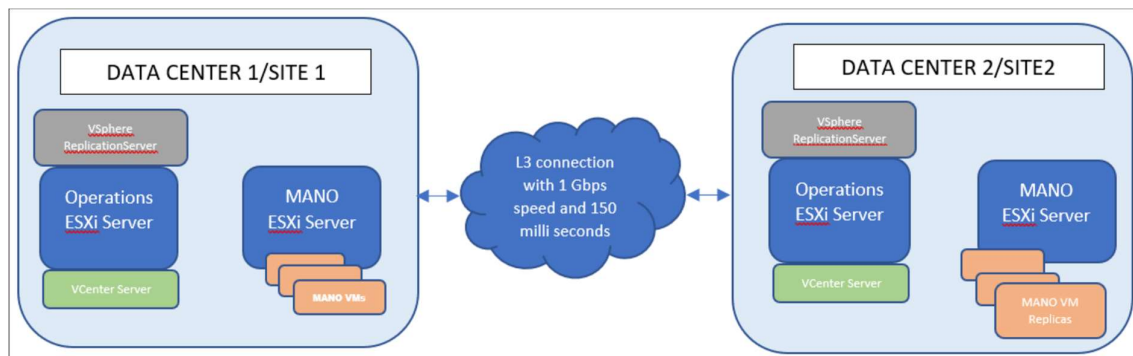 DATA CENTER 1/SITE 1
VSphere
ReplicationServer
Operations
ESXi Server
VCenter Server
MANO
ESXi Server
MANO VMs
L3 connection
with 1 Gbps
speed and 150
milli seconds
DATA CENTER 2/SITE2
VSphere
ReplicationServer
Operations
ESXi Server
VCenter Server
MANO
ESXi Server
MANO VM
Replicas